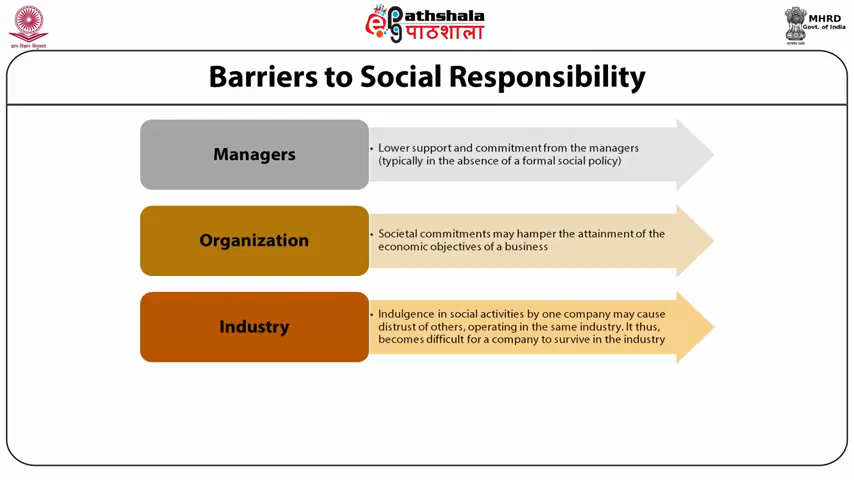 Pathshala
पाठशाला
MHRD
Govt. of India
Barriers to Social Responsibility
Managers
• Lower support and commitment from the managers
(typically in the absence of a formal social policy)
Organization
• Societal commitments may hamper the attainment of the
economic objectives of a business
Industry
• Indulgence in social activities by one company may cause
distrust of others, operating in the same industry. It thus,
becomes difficult for a company to survive in the industry